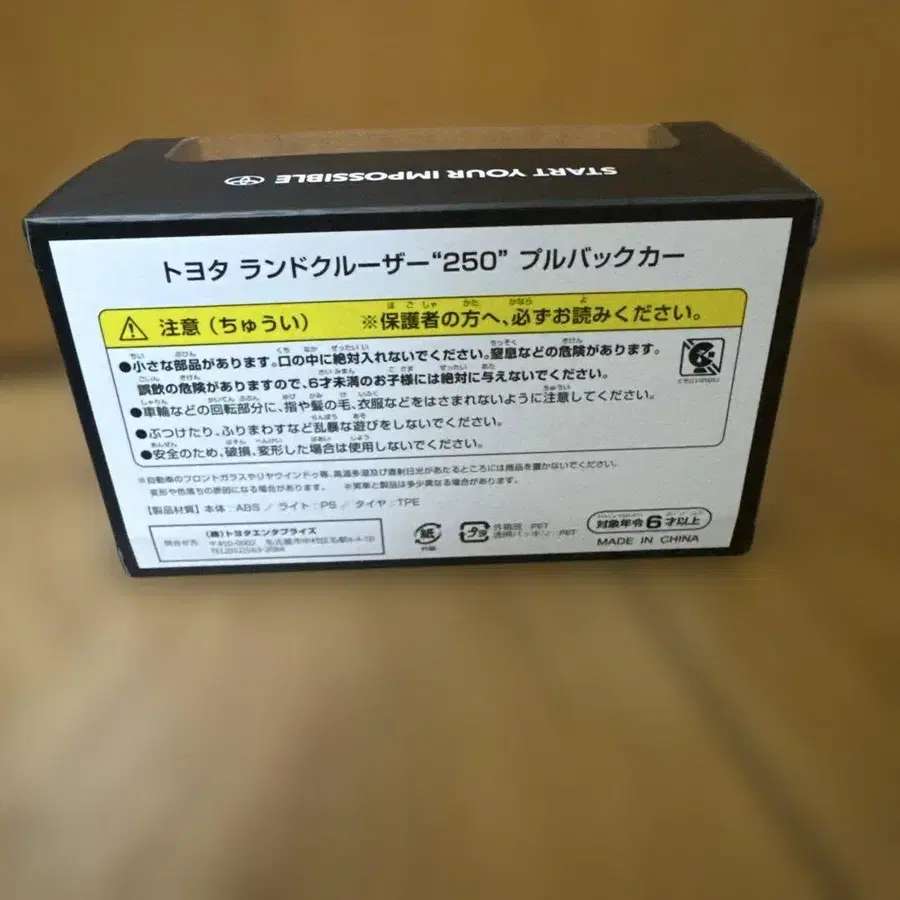 START YOUR IMPOSSIBLE
トヨタ ランドクルーザー“250” プルバックカー
注意(ちゅうい) ※保護者の方へ、必ずお読みください。
●小さな部品があります。口の中に絶対入れないでください。窒息などの危険があります。
誤飲の危険がありますので、6才未満のお子様には絶対に与えないでください。
●車輪などの回転部分に、指や髪の毛、衣服などをはさまれないように注意してください。
●ぶつけたり、ふりまわすなど乱暴な遊びをしないでください。
●安全のため、破損、変形した場合は使用しないでください。
※自動車のフロントガラスやリヤウインドゥ等、高温多湿及び直射日光があたるところには商品を置かないでください。
変形や色落ちの原因になる場合があります。 ※実車と製品は多少異なる場合があります。
【製品材質】本体:ABS / ライト:PS / タイヤ:TPE
(株)トヨタエンタプライズ
問合せ先
紙
外箱
プラ
外箱窓 :PET
対象年令6才以上
MADE IN CHINA